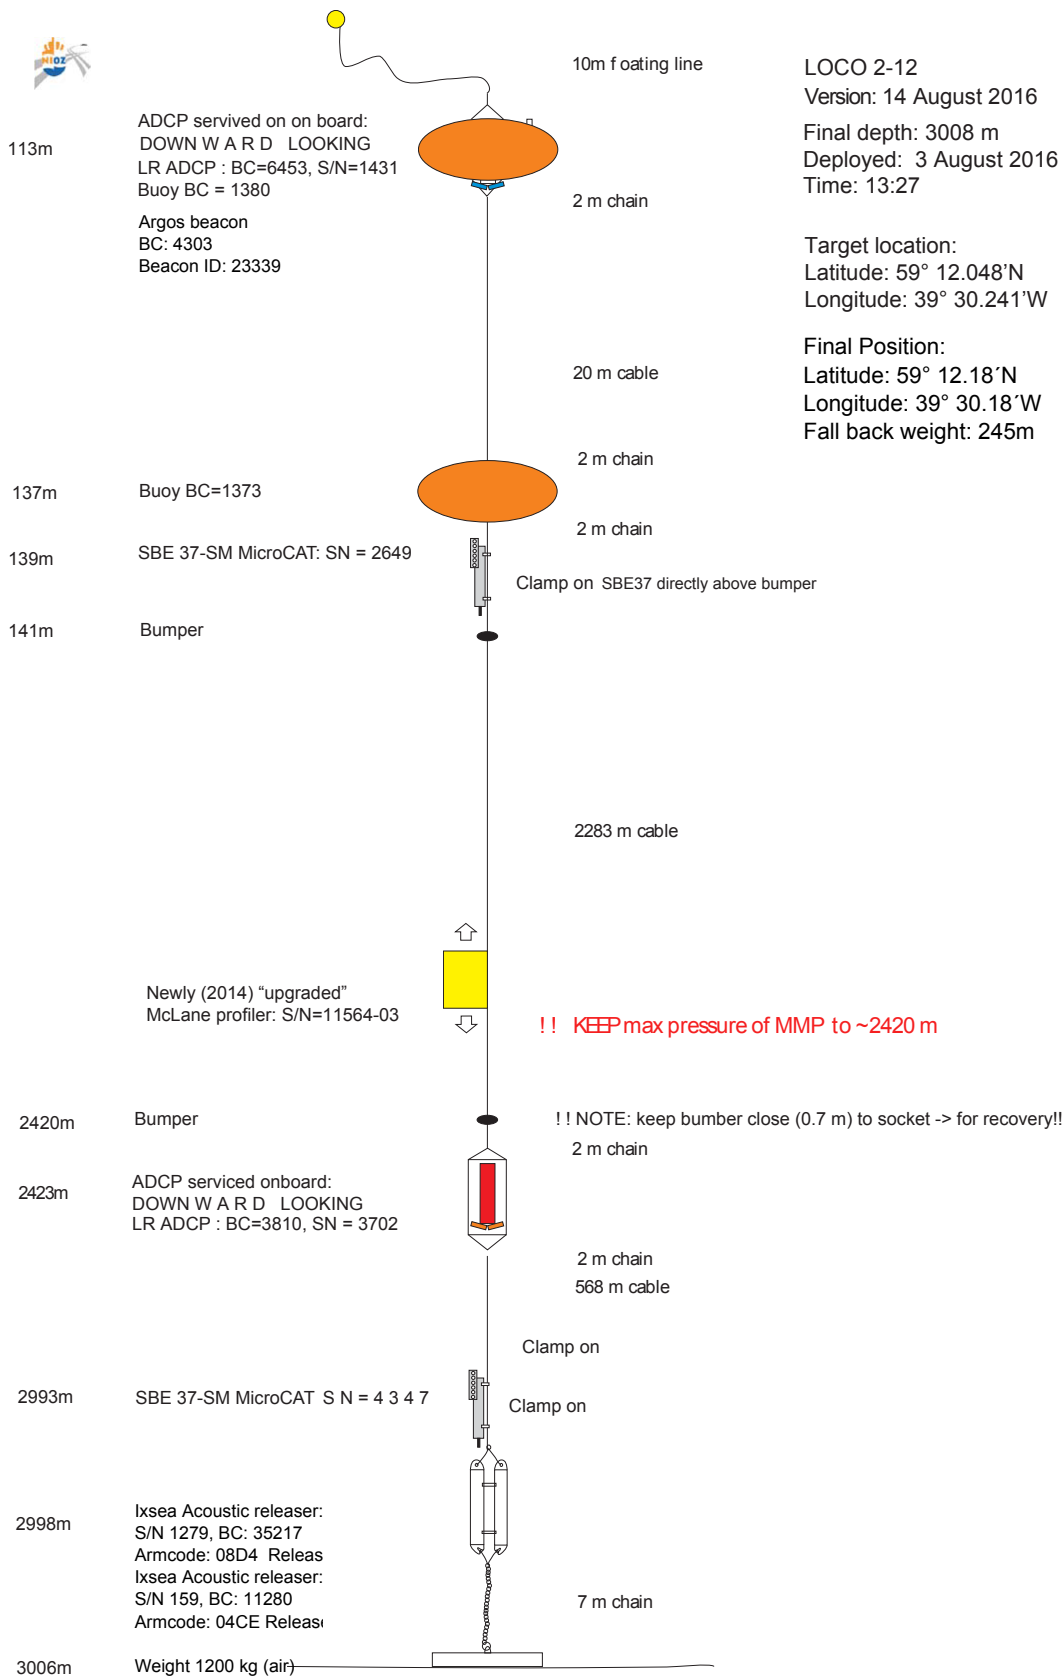 NIOZ
10m f oating line
LOCO 2-12
Version: 14 August 2016
Final depth: 3008 m
Deployed: 3 August 2016
Time: 13:27
113m
ADCP servived on on board:
DOWN W A R D LOOKING
LR ADCP : BC=6453, S/N=1431
Buoy BC = 1380
Argos beacon
BC: 4303
Beacon ID: 23339
2 m chain
Target location:
Latitude: 59° 12.048’N
Longitude: 39° 30.241’W
Final Position:
Latitude: 59° 12.18´N
Longitude: 39° 30.18´W
Fall back weight: 245m
20 m cable
2 m chain
137m
Buoy BC=1373
2 m chain
139m
SBE 37-SM MicroCAT: SN = 2649
Clamp on SBE37 directly above bumper
141m
Bumper
2283 m cable
Newly (2014) “upgraded”
McLane profiler: S/N=11564-03
!! KEEP max pressure of MMP to ~2420 m
2420m
Bumper
!! NOTE: keep bumber close (0.7 m) to socket -> for recovery!!
2 m chain
2423m
ADCP serviced onboard:
DOWN W A R D LOOKING
LR ADCP : BC=3810, SN = 3702
2 m chain
568 m cable
Clamp on
2993m
SBE 37-SM MicroCAT S N = 4 3 4 7
Clamp on
2998m
Ixsea Acoustic releaser:
S/N 1279, BC: 35217
Armcode: 08D4 Releas
Ixsea Acoustic releaser:
S/N 159, BC: 11280
Armcode: 04CE Release
7 m chain
3006m
Weight 1200 kg (air)